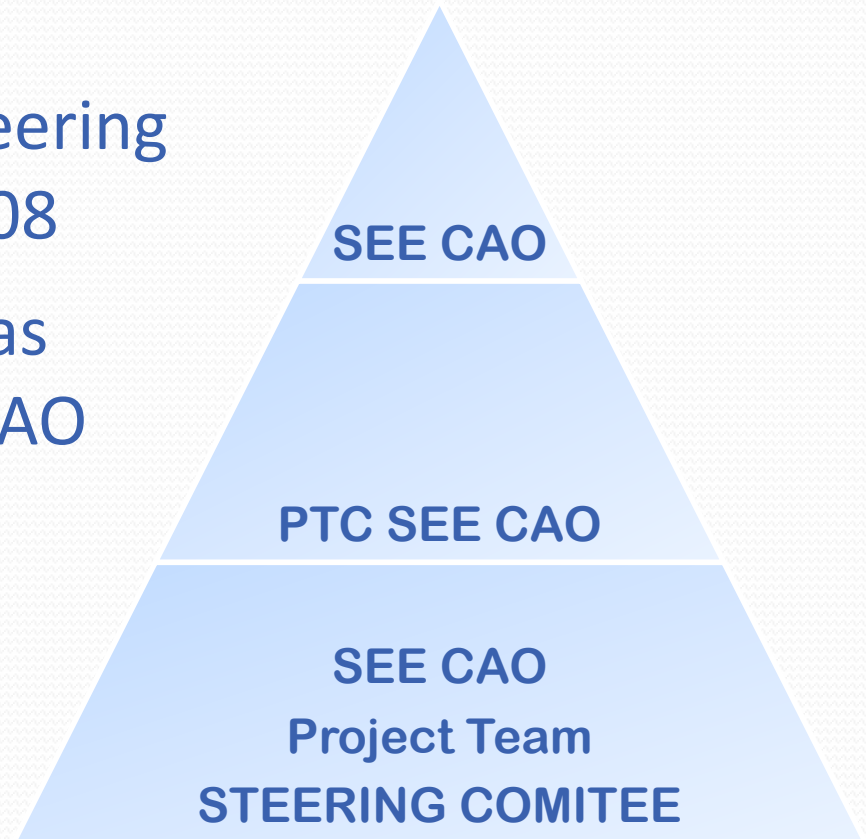 eering
08
as
AO
SEE CAO
PTC SEE CAO
SEE CAO
Project Team
STEERING COMITEE